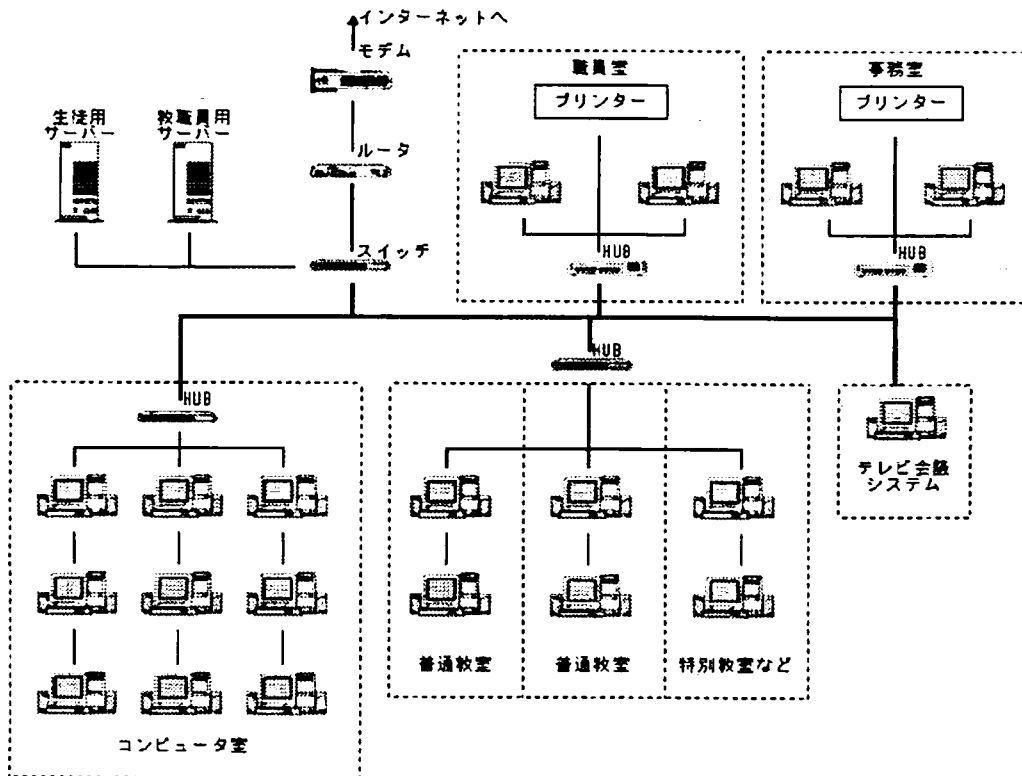 インターネットへ
モデム
職員室
プリンター
事務室
プリンター
生徒用
サーバー
教職員用
サーバー
ルータ
スイッチ
HUB
HUB
HUB
HUB
テレビ会議
システム
普通教室
普通教室
特別教室など
コンピュータ室